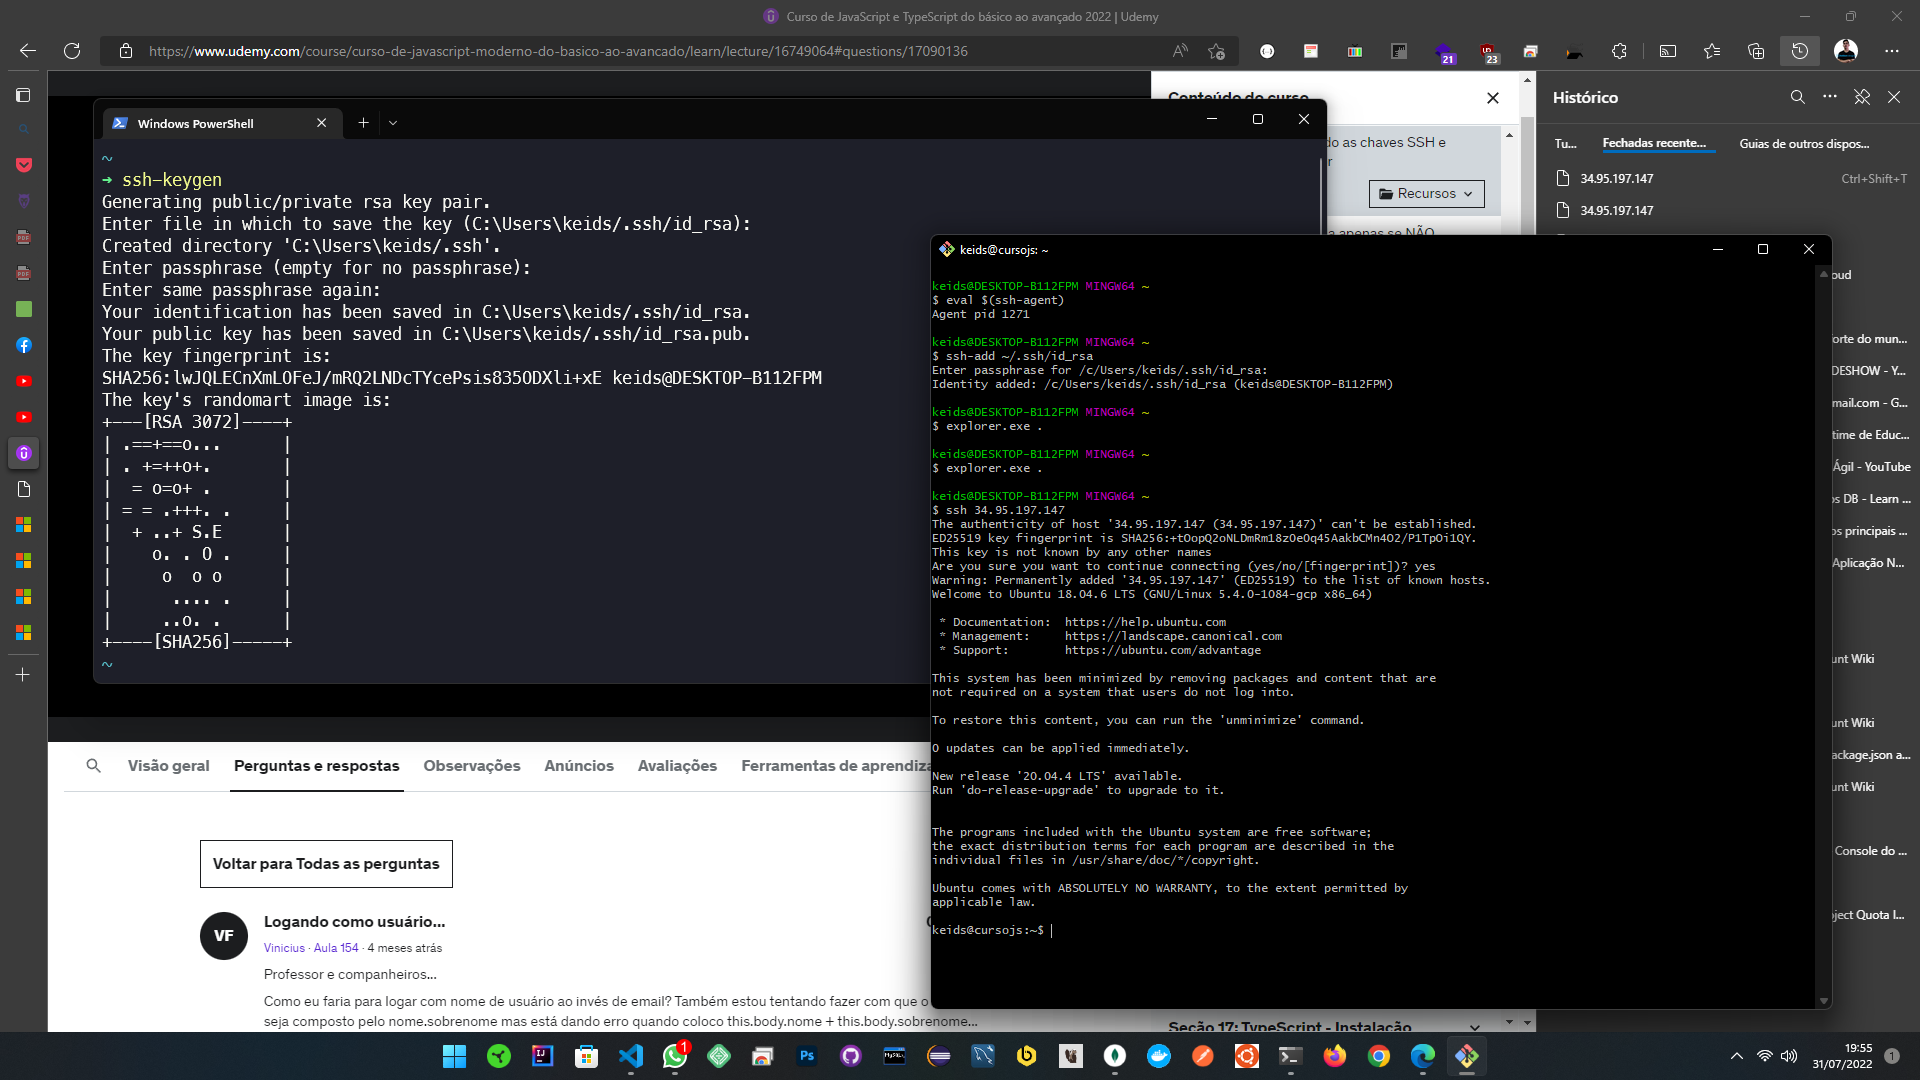 Curso de JavaScript e TypeScript do básico ao avançado 2022 | Udemy
https://www.udemy.com/course/curso-de-javascript-moderno-do-basico-ao-avancado/learn/lecture/16749064#questions/17090136
21
23
Windows PowerShell
~
➜ ssh-keygen
Generating public/private rsa key pair.
Enter file in which to save the key (C:\Users\keids/.ssh/id_rsa):
Created directory 'C:\Users\keids/.ssh'.
Enter passphrase (empty for no passphrase):
Enter same passphrase again:
Your identification has been saved in C:\Users\keids/.ssh/id_rsa.
Your public key has been saved in C:\Users\keids/.ssh/id_rsa.pub.
The key fingerprint is:
SHA256:lwJQLECnXmLOFeJ/mRQ2LNDcTYcePsis835ODXli+xE keids@DESKTOP-B112FPM
The key's randomart image is:
+---[RSA 3072]----+
| .==+==o...      |
| . +=++o+.       |
|  = o=o+ .       |
| = = .+++. .     |
|  + ..+ S.E      |
|    o. . O .     |
|     o  o o      |
|      .... .     |
|     ..o. .      |
+----[SHA256]-----+
~
Conteúdo do curso
do as chaves SSH e
r
Recursos
a apenas se NÃO
Histórico
Tu...
Fechadas recente...
Guias de outros dispos...
34.95.197.147
Ctrl+Shift+T
34.95.197.147
oud
orte do mun...
DESHOW - Y...
mail.com - G...
time de Educ...
Ágil - YouTube
os DB - Learn ...
os principais ...
Aplicação N...
unt Wiki
unt Wiki
ackage.json a...
unt Wiki
Console do ...
oject Quota I...
keids@cursojs: ~
keids@DESKTOP-B112FPM MINGW64 ~
$ eval $(ssh-agent)
Agent pid 1271
keids@DESKTOP-B112FPM MINGW64 ~
$ ssh-add ~/.ssh/id_rsa
Enter passphrase for /c/Users/keids/.ssh/id_rsa:
Identity added: /c/Users/keids/.ssh/id_rsa (keids@DESKTOP-B112FPM)
keids@DESKTOP-B112FPM MINGW64 ~
$ explorer.exe .
keids@DESKTOP-B112FPM MINGW64 ~
$ explorer.exe .
keids@DESKTOP-B112FPM MINGW64 ~
$ ssh 34.95.197.147
The authenticity of host '34.95.197.147 (34.95.197.147)' can't be established.
ED25519 key fingerprint is SHA256:+tOopQ2oNLDmRm18zOeOq45AakbCMn4O2/P1TpOi1QY.
This key is not known by any other names
Are you sure you want to continue connecting (yes/no/[fingerprint])? yes
Warning: Permanently added '34.95.197.147' (ED25519) to the list of known hosts.
Welcome to Ubuntu 18.04.6 LTS (GNU/Linux 5.4.0-1084-gcp x86_64)
* Documentation:  https://help.ubuntu.com
* Management:     https://landscape.canonical.com
* Support:        https://ubuntu.com/advantage
This system has been minimized by removing packages and content that are
not required on a system that users do not log into.
To restore this content, you can run the 'unminimize' command.
0 updates can be applied immediately.
New release '20.04.4 LTS' available.
Run 'do-release-upgrade' to upgrade to it.
The programs included with the Ubuntu system are free software;
the exact distribution terms for each program are described in the
individual files in /usr/share/doc/*/copyright.
Ubuntu comes with ABSOLUTELY NO WARRANTY, to the extent permitted by
applicable law.
keids@cursojs:~$
Visão geral
Perguntas e respostas
Observações
Anúncios
Avaliações
Ferramentas de aprendiza
Voltar para Todas as perguntas
VF
Logando como usuário...
Vinicius · Aula 154 · 4 meses atrás
Professor e companheiros...
Como eu faria para logar com nome de usuário ao invés de email? Também estou tentando fazer com que o
seja composto pelo nome.sobrenome mas está dando erro quando coloco this.body.nome + this.body.sobrenome...
Seção 17: TypeScript - Instalação
1
19:55
31/07/2022
1